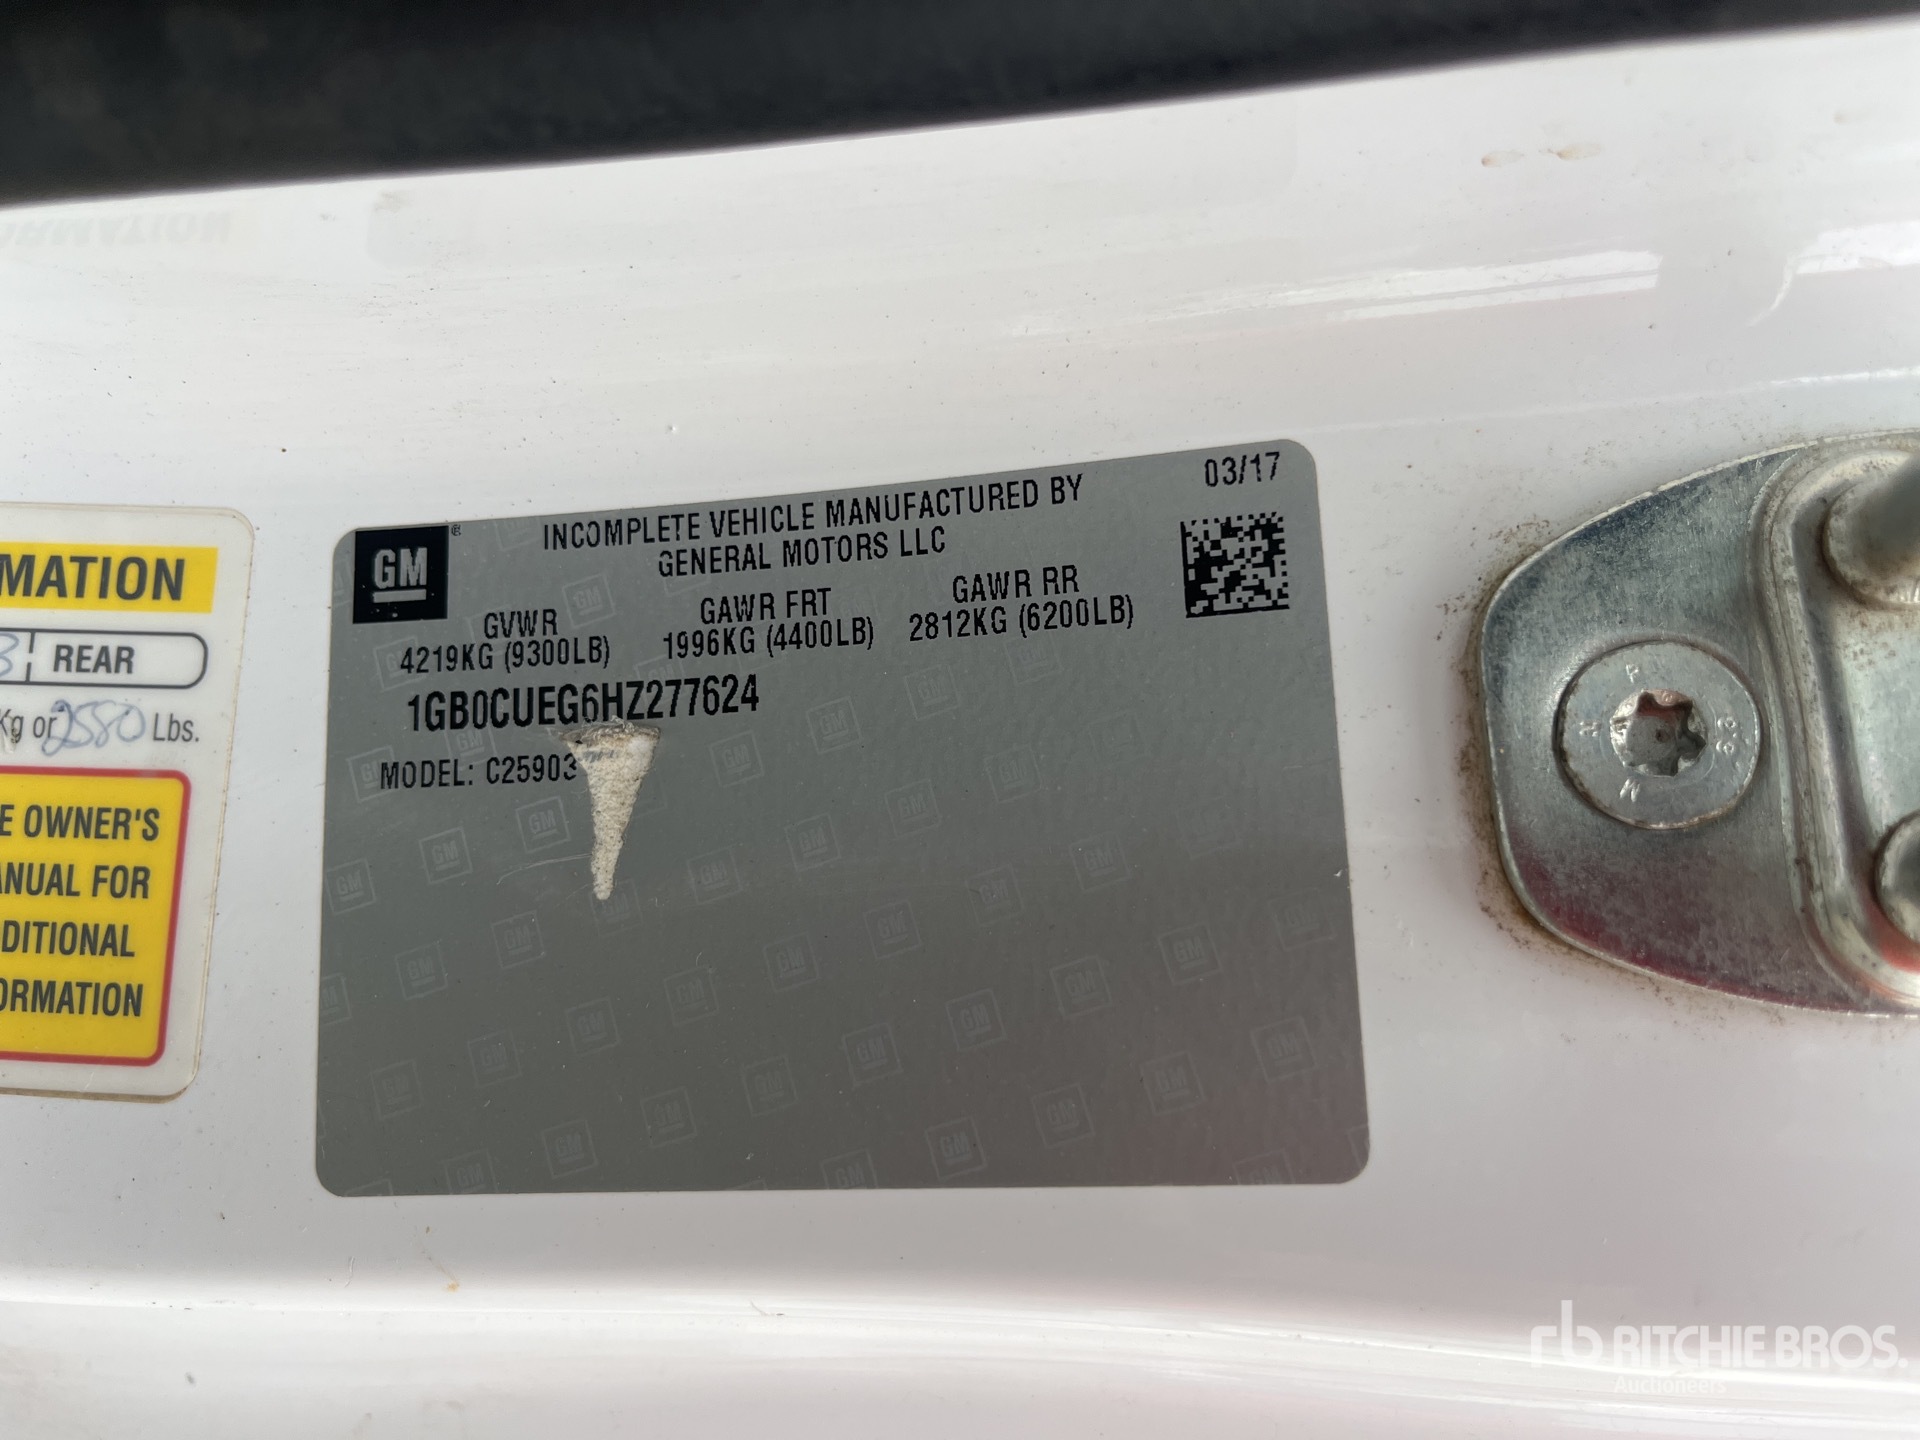 MATION
REAR
Kg or 2580 Lbs.
E OWNER'S
ANUAL FOR
DITIONAL
ORMATION
GM ®
INCOMPLETE VEHICLE MANUFACTURED BY
GENERAL MOTORS LLC
03/17
GVWR GAWR FRT GAWR RR
4219KG (9300LB) 1996KG (4400LB) 2812KG (6200LB)
1GB0CUEG6HZ277624
MODEL: C25903
rb RITCHIE BROS.
Auctioneers